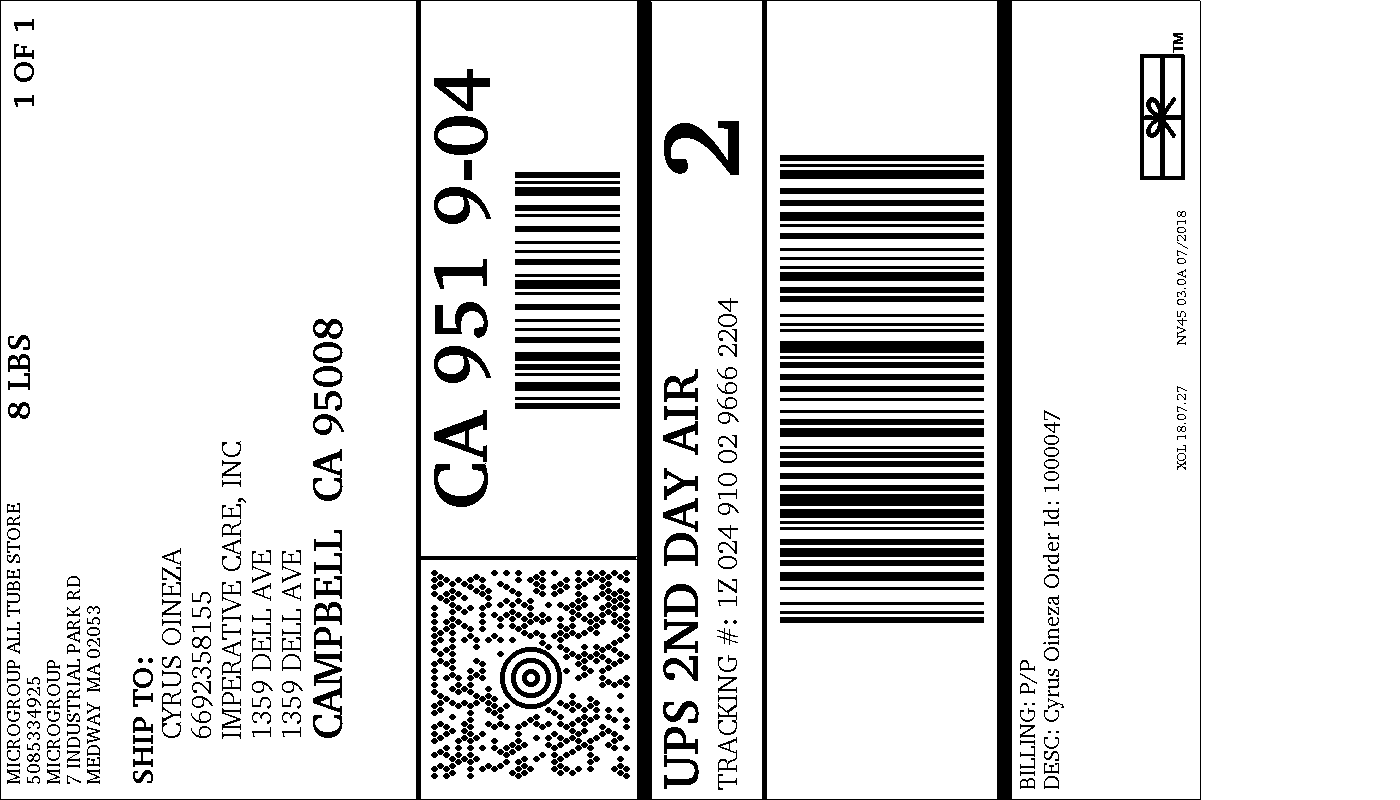 MICROGROUP ALL TUBE STORE
5085334925
MICROGROUP
7 INDUSTRIAL PARK RD
MEDWAY  MA 02053
8 LBS
1 OF 1
SHIP TO:
CYRUS OINEZA
6692358155
IMPERATIVE CARE, INC
1359 DELL AVE
1359 DELL AVE
CAMPBELL  CA 95008
CA 951 9-04
UPS 2ND DAY AIR
2
TRACKING #: 1Z 024 910 02 9666 2204
BILLING: P/P
DESC: Cyrus Oineza Order Id: 1000047
XOL 18.07.27 NV45 03.0A 07/2018
TM